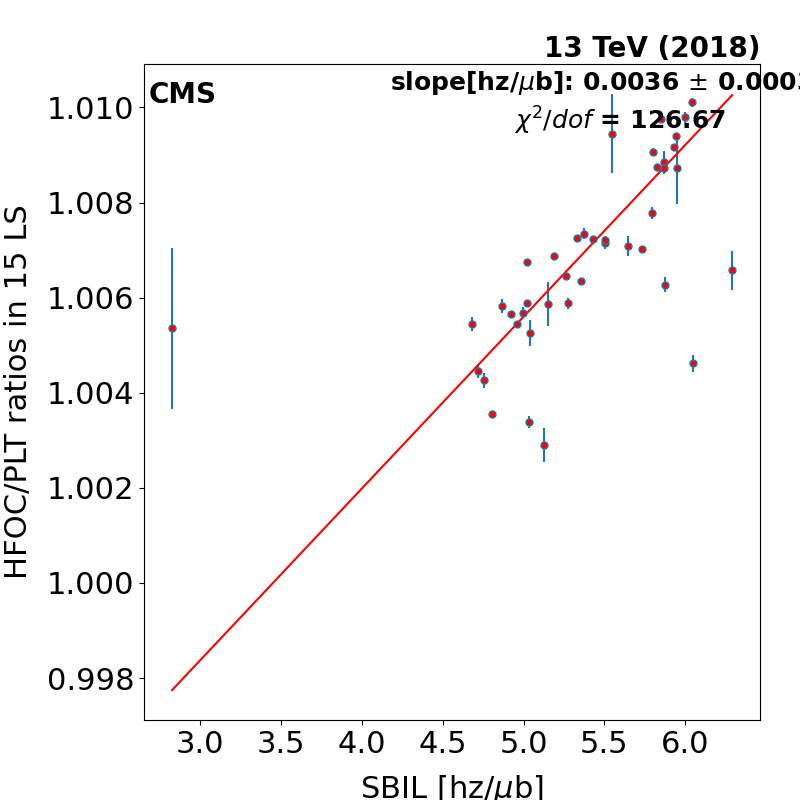 13 TeV (2018)
CMS
slope[hz/μb]: 0.0036 ± 0.0003
χ²/dof = 126.67
1.010
1.008
1.006
1.004
1.002
1.000
0.998
HFOC/PLT ratios in 15 LS
3.0 3.5 4.0 4.5 5.0 5.5 6.0
SBIL [hz/μb]